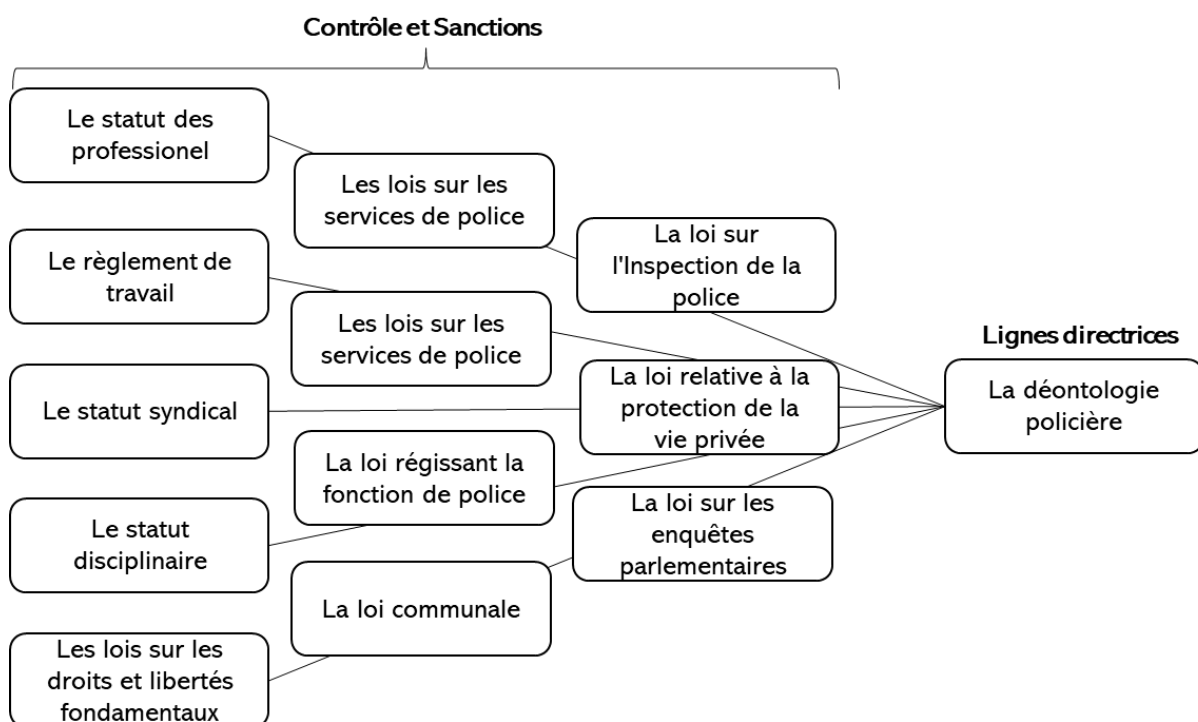 Contrôle et Sanctions
Le statut des
professionel
Les lois sur les
services de police
La loi sur
l'Inspection de la
police
Le règlement de
travail
Les lois sur les
services de police
Lignes directrices
La déontologie
policière
La loi relative à la
protection de la
vie privée
Le statut syndical
La loi régissant la
fonction de police
La loi sur les
enquêtes
parlementaires
Le statut
disciplinaire
La loi communale
Les lois sur les
droits et libertés
fondamentaux